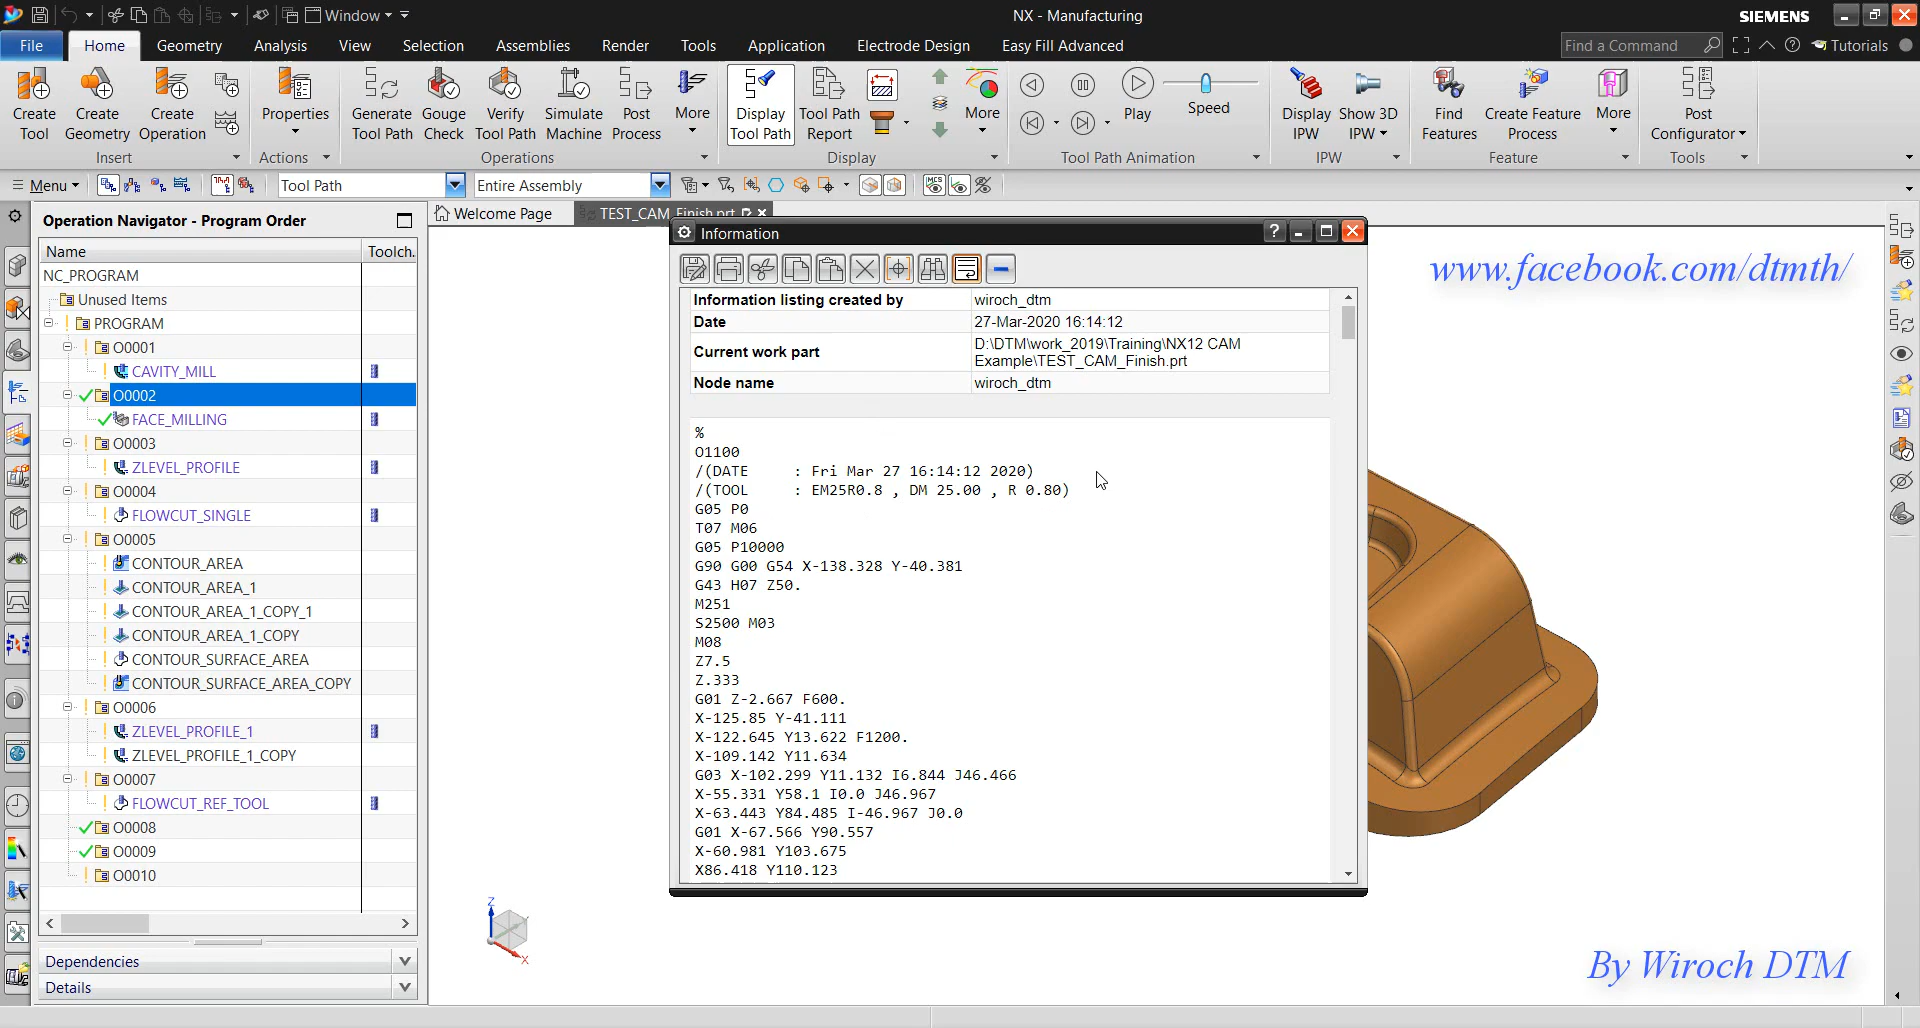 Window
NX - Manufacturing
SIEMENS
File
Home
Geometry
Analysis
View
Selection
Assemblies
Render
Tools
Application
Electrode Design
Easy Fill Advanced
Find a Command
Tutorials
Create Tool
Create Geometry
Create Operation
Properties
Generate Tool Path
Gouge Check
Verify Tool Path
Simulate Machine
Post Process
More
Display Tool Path
Tool Path Report
More
Play
Speed
Display IPW
Show 3D IPW
Find Features
Create Feature Process
More
Post Configurator
Insert
Actions
Operations
Display
Tool Path Animation
IPW
Feature
Tools
Menu
Tool Path
Entire Assembly
MCS
Operation Navigator - Program Order
Welcome Page
TEST_CAM_Finish.prt
Name
Toolch.
NC_PROGRAM
Unused Items
PROGRAM
O0001
CAVITY_MILL
O0002
FACE_MILLING
O0003
ZLEVEL_PROFILE
O0004
FLOWCUT_SINGLE
O0005
CONTOUR_AREA
CONTOUR_AREA_1
CONTOUR_AREA_1_COPY_1
CONTOUR_AREA_1_COPY
CONTOUR_SURFACE_AREA
CONTOUR_SURFACE_AREA_COPY
O0006
ZLEVEL_PROFILE_1
ZLEVEL_PROFILE_1_COPY
O0007
FLOWCUT_REF_TOOL
O0008
O0009
O0010
Dependencies
Details
Information
Information listing created by wiroch_dtm
Date 27-Mar-2020 16:14:12
Current work part D:\DTM\work_2019\Training\NX12 CAM
Example\TEST_CAM_Finish.prt
Node name wiroch_dtm
%
O1100
/(DATE : Fri Mar 27 16:14:12 2020)
/(TOOL : EM25R0.8 , DM 25.00 , R 0.80)
G05 P0
T07 M06
G05 P10000
G90 G00 G54 X-138.328 Y-40.381
G43 H07 Z50.
M251
S2500 M03
M08
Z7.5
Z.333
G01 Z-2.667 F600.
X-125.85 Y-41.111
X-122.645 Y13.622 F1200.
X-109.142 Y11.634
G03 X-102.299 Y11.132 I6.844 J46.466
X-55.331 Y58.1 I0.0 J46.967
X-63.443 Y84.485 I-46.967 J0.0
G01 X-67.566 Y90.557
X-60.981 Y103.675
X86.418 Y110.123
www.facebook.com/dtmth/
Z
X
By Wiroch DTM